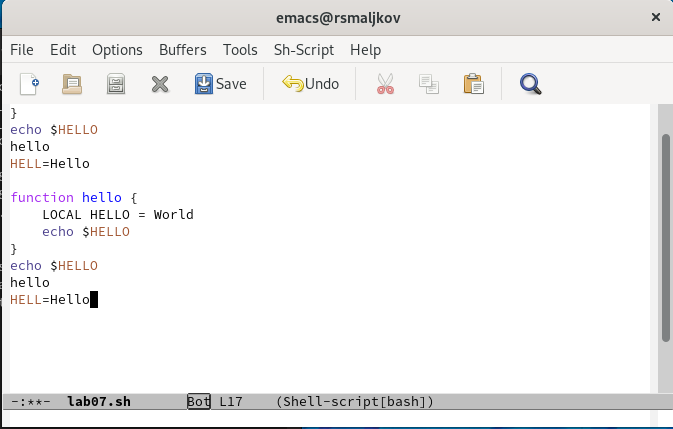 emacs@rsmaljkov ×
File Edit Options Buffers Tools Sh-Script Help
Save Undo
}
echo $HELLO
hello
HELL=Hello
function hello {
    LOCAL HELLO = World
    echo $HELLO
}
echo $HELLO
hello
HELL=Hello
-:**- lab07.sh Bot L17 (Shell-script[bash])